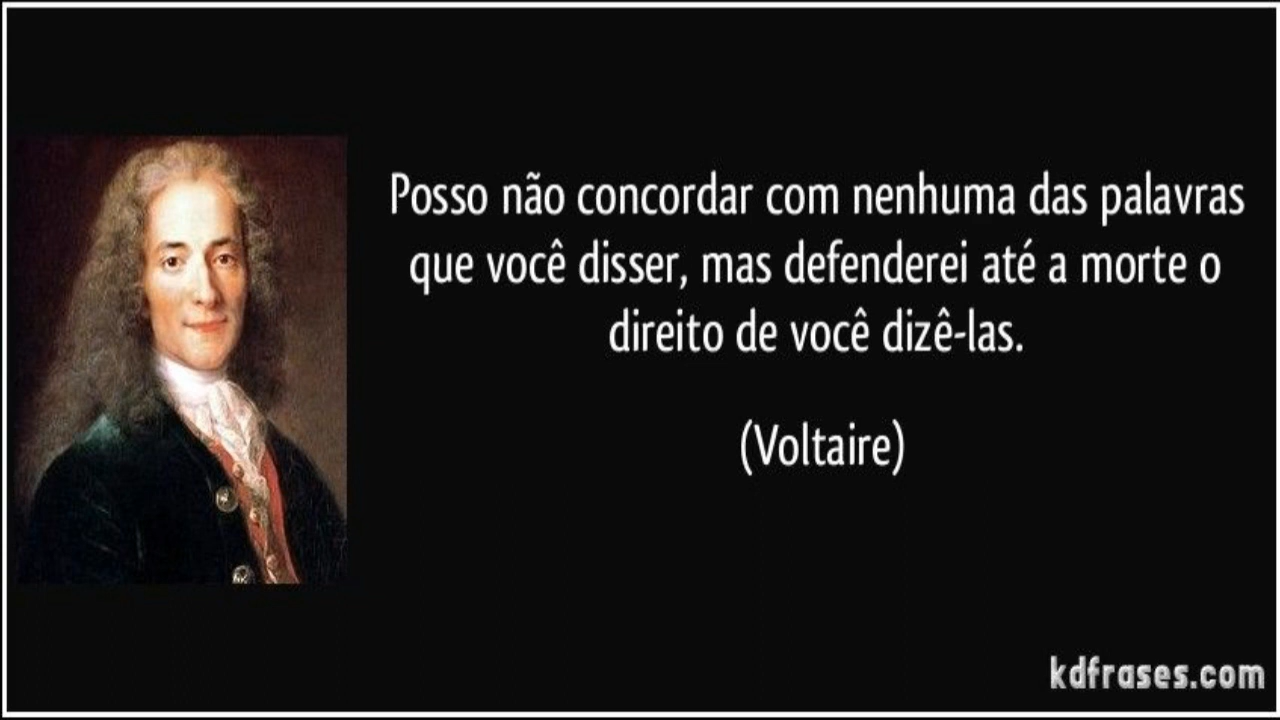 Posso não concordar com nenhuma das palavras
que você disser, mas defenderei até a morte o
direito de você dizê-las.
(Voltaire)
kdfrases.com